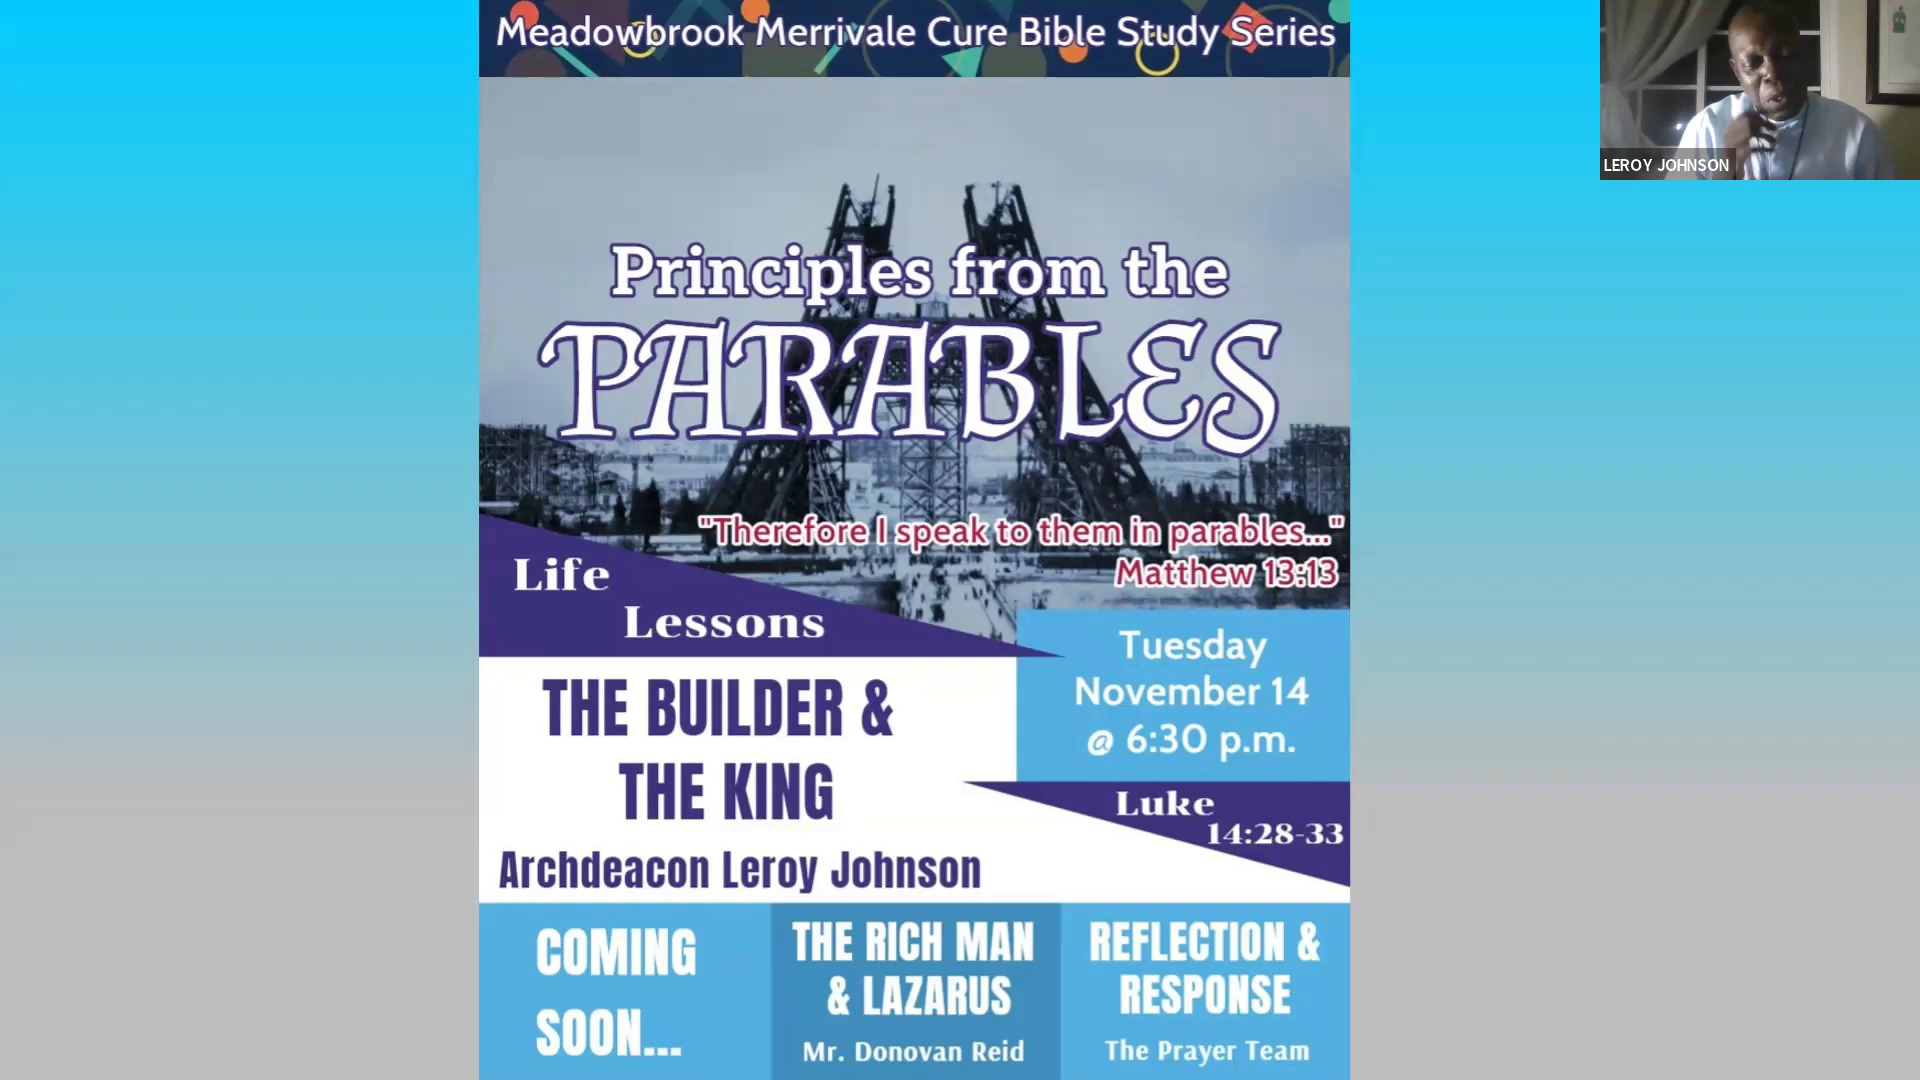 Meadowbrook Merrivale Cure Bible Study Series
LEROY JOHNSON
Principles from the
PARABLES
"Therefore I speak to them in parables..."
Matthew 13:13
Life
Lessons
THE BUILDER &
THE KING
Archdeacon Leroy Johnson
Tuesday
November 14
@ 6:30 p.m.
Luke
14:28-33
COMING
SOON...
THE RICH MAN
& LAZARUS
Mr. Donovan Reid
REFLECTION &
RESPONSE
The Prayer Team